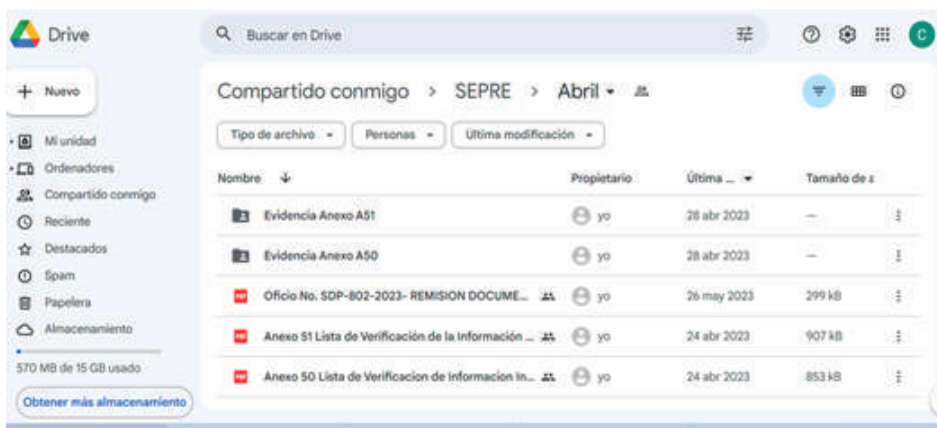 Drive
Buscar en Drive
C
Nuevo
Compartido conmigo > SEPRE > Abril
Tipo de archivo
Personas
Última modificación
Mi unidad
Ordenadores
Compartido conmigo
Reciente
Destacados
Spam
Papelera
Almacenamiento
570 MB de 15 GB usado
Obtener más almacenamiento
Nombre Propietario Última ... Tamaño de a
Evidencia Anexo A51 yo 28 abr 2023 —
Evidencia Anexo A50 yo 28 abr 2023 —
PDF Oficio No. SDP-802-2023- REMISION DOCUME... yo 26 may 2023 299 kB
PDF Anexo 51 Lista de Verificación de la Información ... yo 24 abr 2023 907 kB
PDF Anexo 50 Lista de Verificacion de Informacion In... yo 24 abr 2023 853 kB